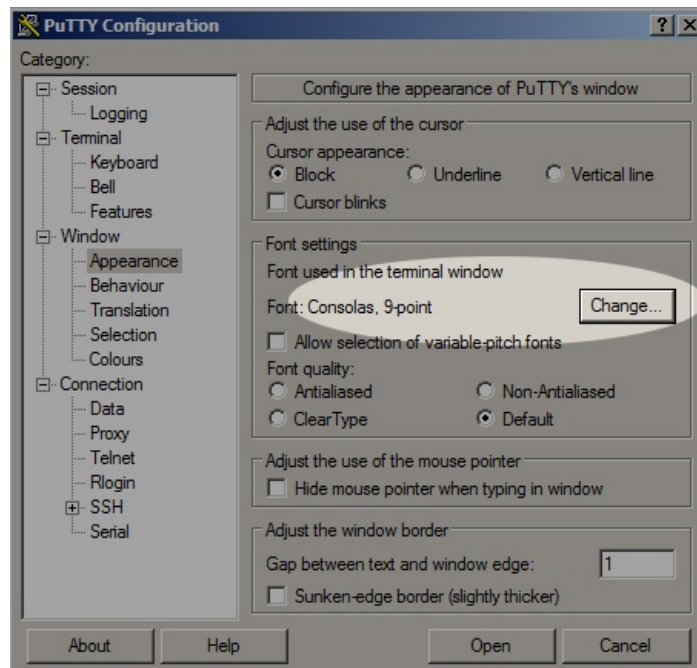 PuTTY Configuration
Category:
Session
Logging
Terminal
Keyboard
Bell
Features
Window
Appearance
Behaviour
Translation
Selection
Colours
Connection
Data
Proxy
Telnet
Rlogin
SSH
Serial
Configure the appearance of PuTTY's window
Adjust the use of the cursor
Cursor appearance:
Block Underline Vertical line
Cursor blinks
Font settings
Font used in the terminal window
Font: Consolas, 9-point Change...
Allow selection of variable-pitch fonts
Font quality:
Antialiased Non-Antialiased
ClearType Default
Adjust the use of the mouse pointer
Hide mouse pointer when typing in window
Adjust the window border
Gap between text and window edge: 1
Sunken-edge border (slightly thicker)
About Help Open Cancel